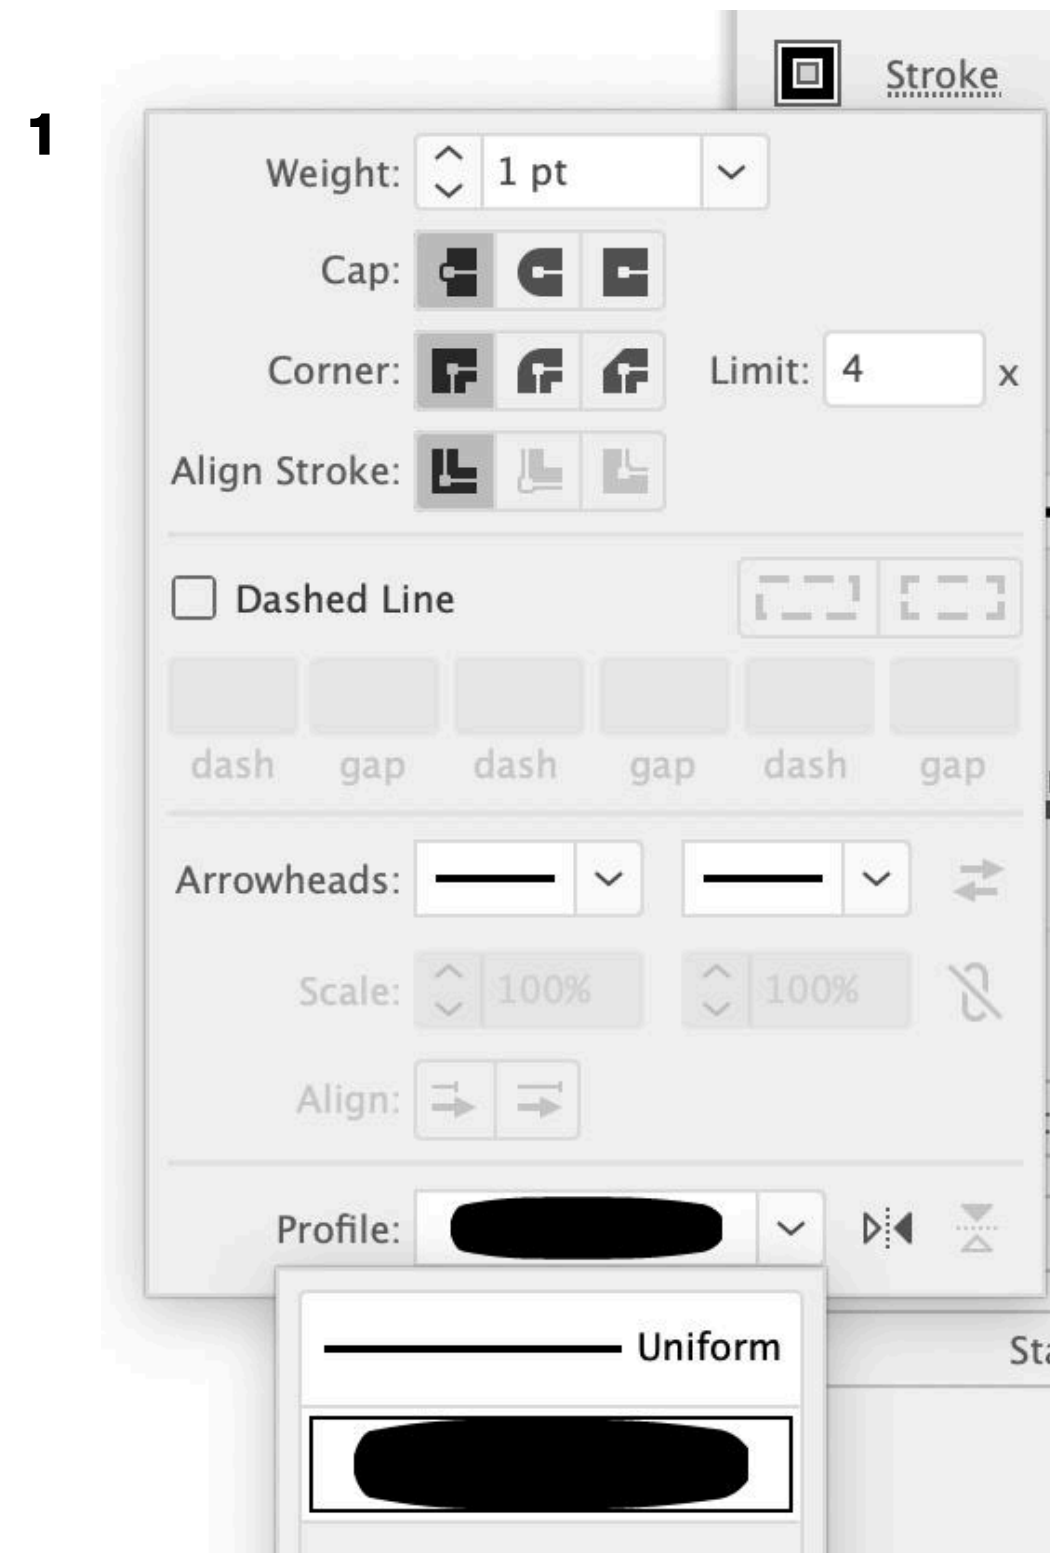 Stroke
1
Weight: 1 pt
Cap:
Corner: Limit: 4 x
Align Stroke:
Dashed Line
dash gap dash gap dash gap
Arrowheads:
Scale: 100% 100%
Align:
Profile:
Uniform